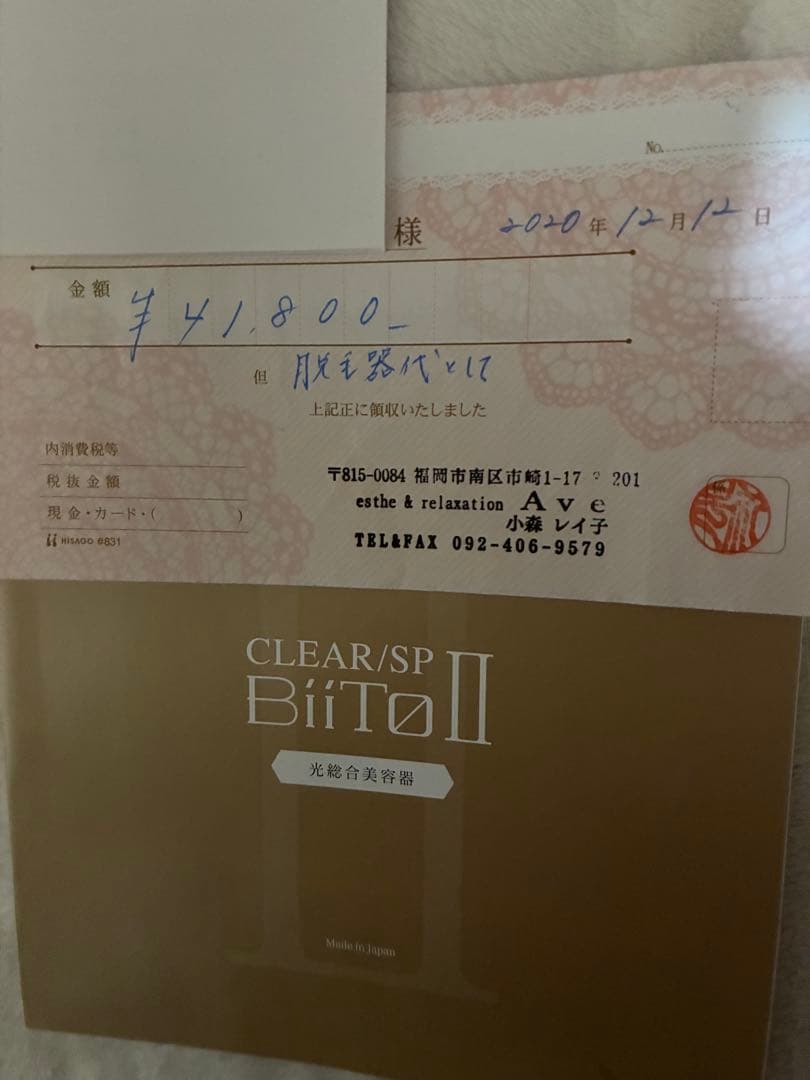 No.
様 2020年12月12日
金額 ¥41,800-
但 脱毛器代として
上記正に領収いたしました
内消費税等
税抜金額
現金・カード・( )
HISAGO #831
〒815-0084 福岡市南区市崎1-17 201
esthe & relaxation Ave
小森 レイ子
TEL&FAX 092-406-9579
CLEAR/SP
BiiTo II
光総合美容器
Made in Japan